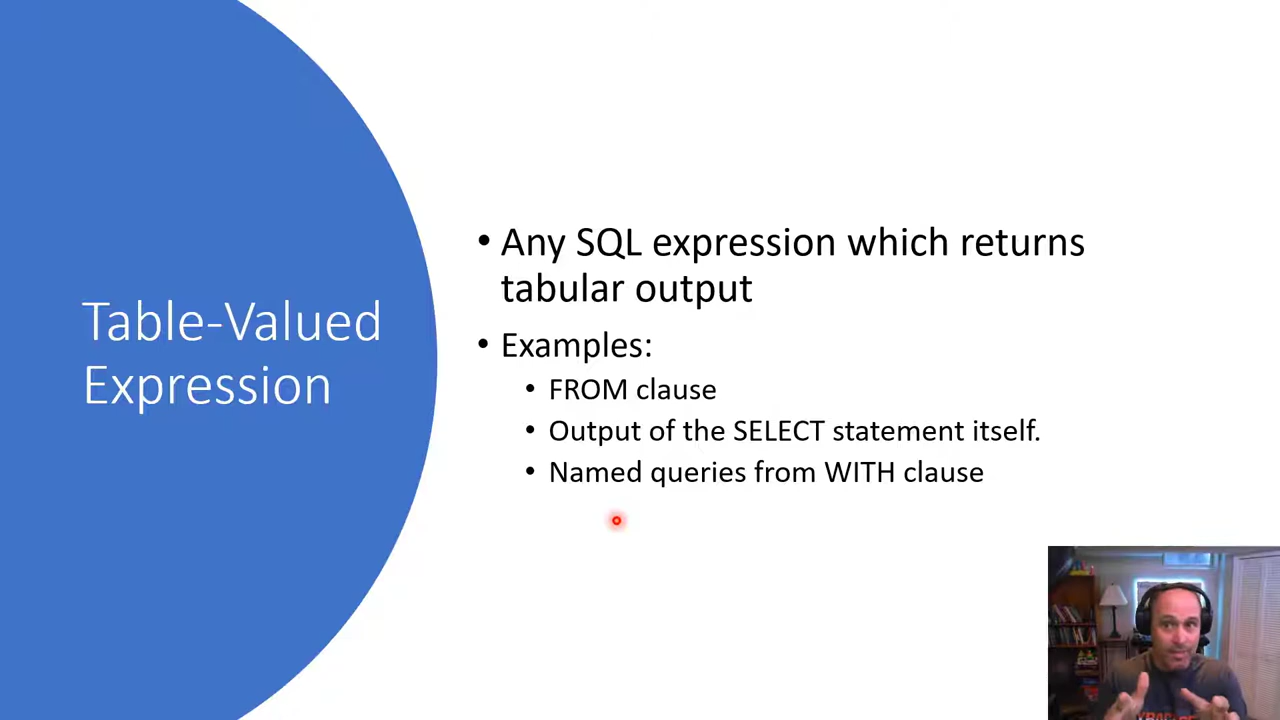 Table-Valued
Expression
• Any SQL expression which returns
tabular output
• Examples:
• FROM clause
• Output of the SELECT statement itself.
• Named queries from WITH clause